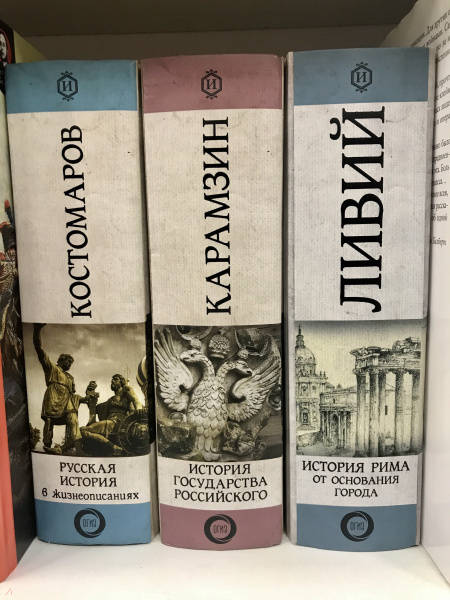 И
КОСТОМАРОВ
РУССКАЯ
ИСТОРИЯ
в жизнеописаниях
ОГИЗ
И
КАРАМЗИН
ИСТОРИЯ
ГОСУДАРСТВА
РОССИЙСКОГО
ОГИЗ
И
ЛИВИЙ
ИСТОРИЯ РИМА
ОТ ОСНОВАНИЯ
ГОРОДА
ОГИЗ